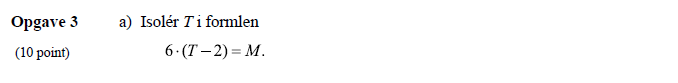 Opgave 3 a) Isolér T i formlen
(10 point) 6·(T−2)=M.